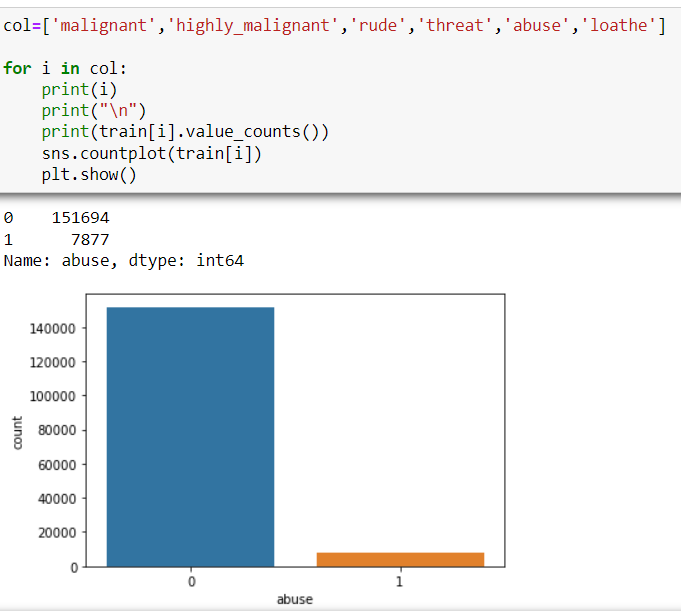 col=['malignant','highly_malignant','rude','threat','abuse','loathe']
for i in col:
    print(i)
    print("\n")
    print(train[i].value_counts())
    sns.countplot(train[i])
    plt.show()
0    151694
1      7877
Name: abuse, dtype: int64
140000
120000
100000
80000
60000
40000
20000
0
count
0 1
abuse